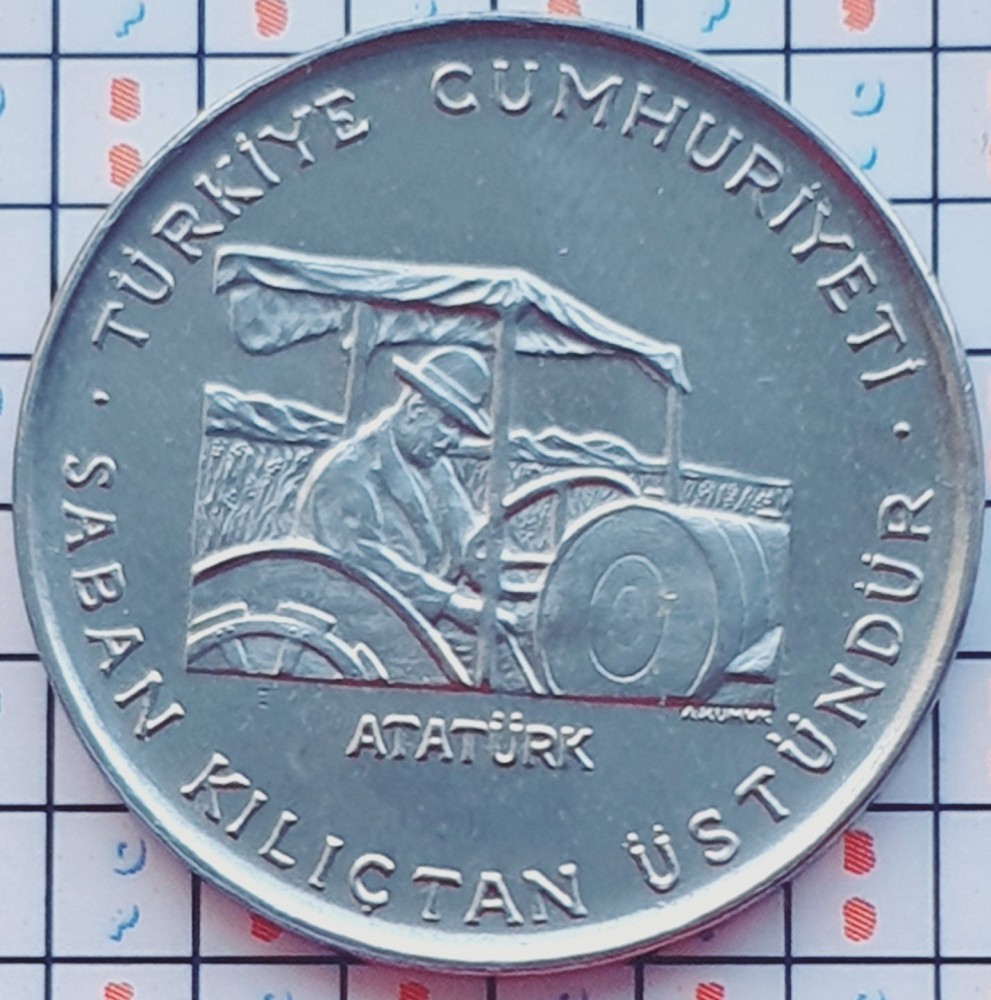 TÜRKİYE CUMHURİYETİ
· SABAN KILIÇTAN ÜSTÜNDÜR ·
ATATÜRK